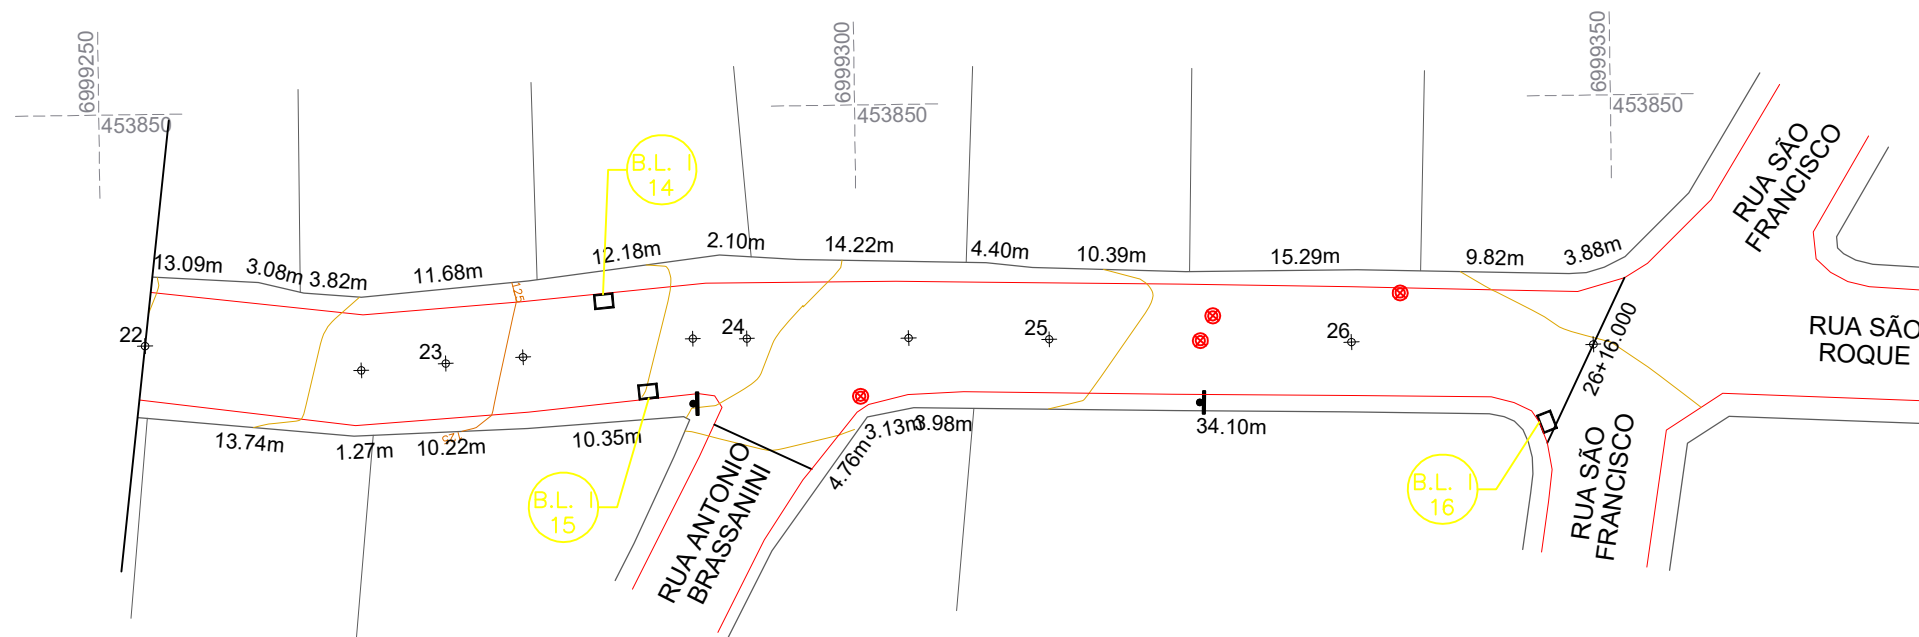 6999250
453850
6999300
453850
6999350
453850
B.L. I
14
RUA SÃO
FRANCISCO
13.09m
3.08m
3.82m
11.68m
12.18m
2.10m
14.22m
4.40m
10.39m
15.29m
9.82m
3.88m
125
22
23
24
25
26
26+16.000
RUA SÃO
ROQUE
13.74m
1.27m
125
10.22m
10.35m
4.76m
3.13m
3.98m
34.10m
B.L. I
15
RUA ANTONIO
BRASSANINI
B.L. I
16
RUA SÃO
FRANCISCO